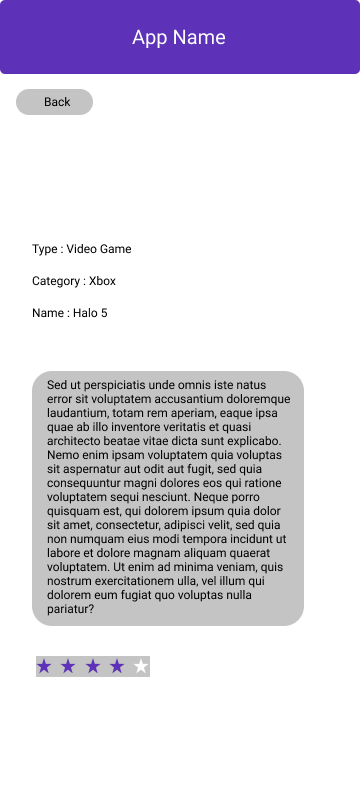 App Name
Back
Type : Video Game
Category : Xbox
Name : Halo 5
Sed ut perspiciatis unde omnis iste natus
error sit voluptatem accusantium doloremque
laudantium, totam rem aperiam, eaque ipsa
quae ab illo inventore veritatis et quasi
architecto beatae vitae dicta sunt explicabo.
Nemo enim ipsam voluptatem quia voluptas
sit aspernatur aut odit aut fugit, sed quia
consequuntur magni dolores eos qui ratione
voluptatem sequi nesciunt. Neque porro
quisquam est, qui dolorem ipsum quia dolor
sit amet, consectetur, adipisci velit, sed quia
non numquam eius modi tempora incidunt ut
labore et dolore magnam aliquam quaerat
voluptatem. Ut enim ad minima veniam, quis
nostrum exercitationem ulla, vel illum qui
dolorem eum fugiat quo voluptas nulla
pariatur?